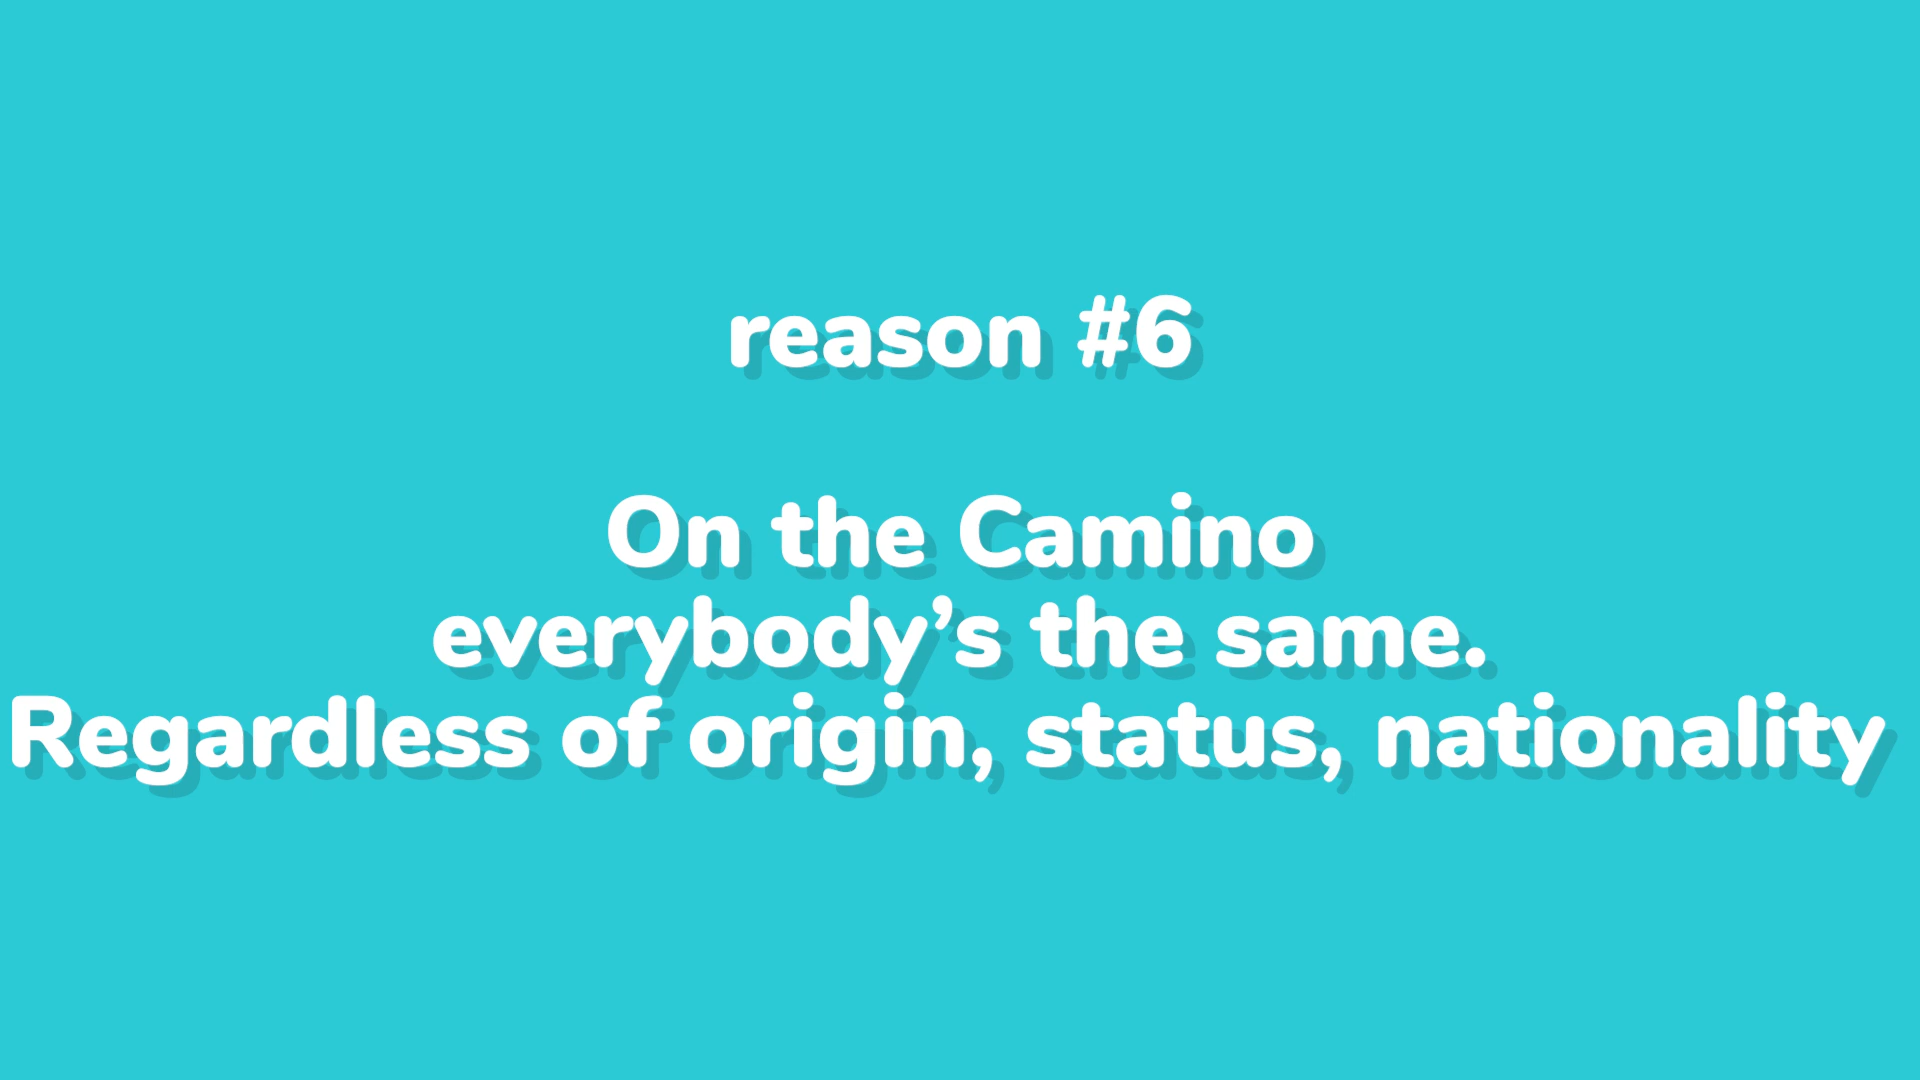 reason #6
On the Camino
everybody’s the same.
Regardless of origin, status, nationality